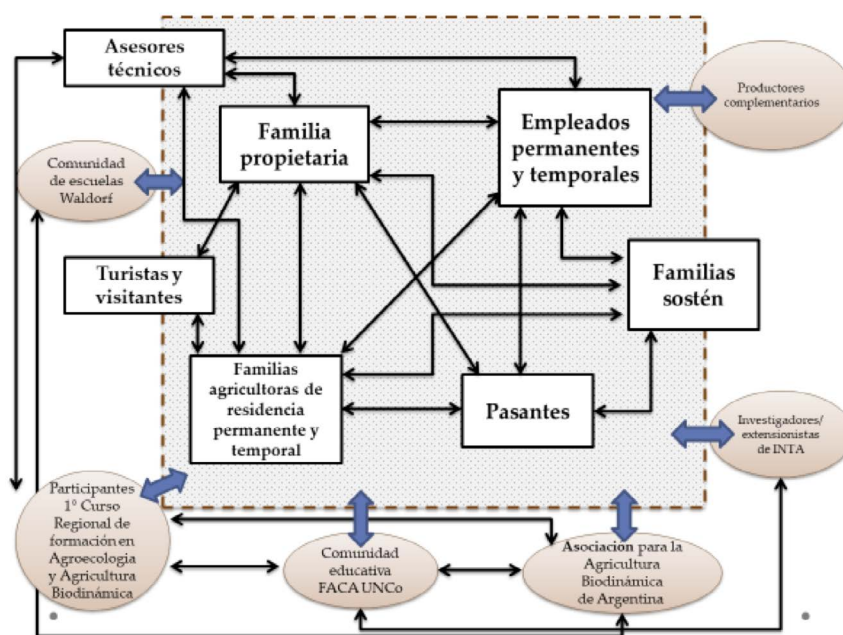 Asesores
técnicos
Familia
propietaria
Empleados
permanentes
y temporales
Productores
complementarios
Comunidad
de escuelas
Waldorf
Turistas y
visitantes
Familias
sostén
Familias
agricultoras de
residencia
permanente y
temporal
Pasantes
Investigadores/
extensionistas
de INTA
Participantes
1º Curso
Regional de
formación en
Agroecologia
y Agricultura
Biodinámica
Comunidad
educativa
FACA UNCo
Asociacion para la
Agricultura
Biodinámica
de Argentina